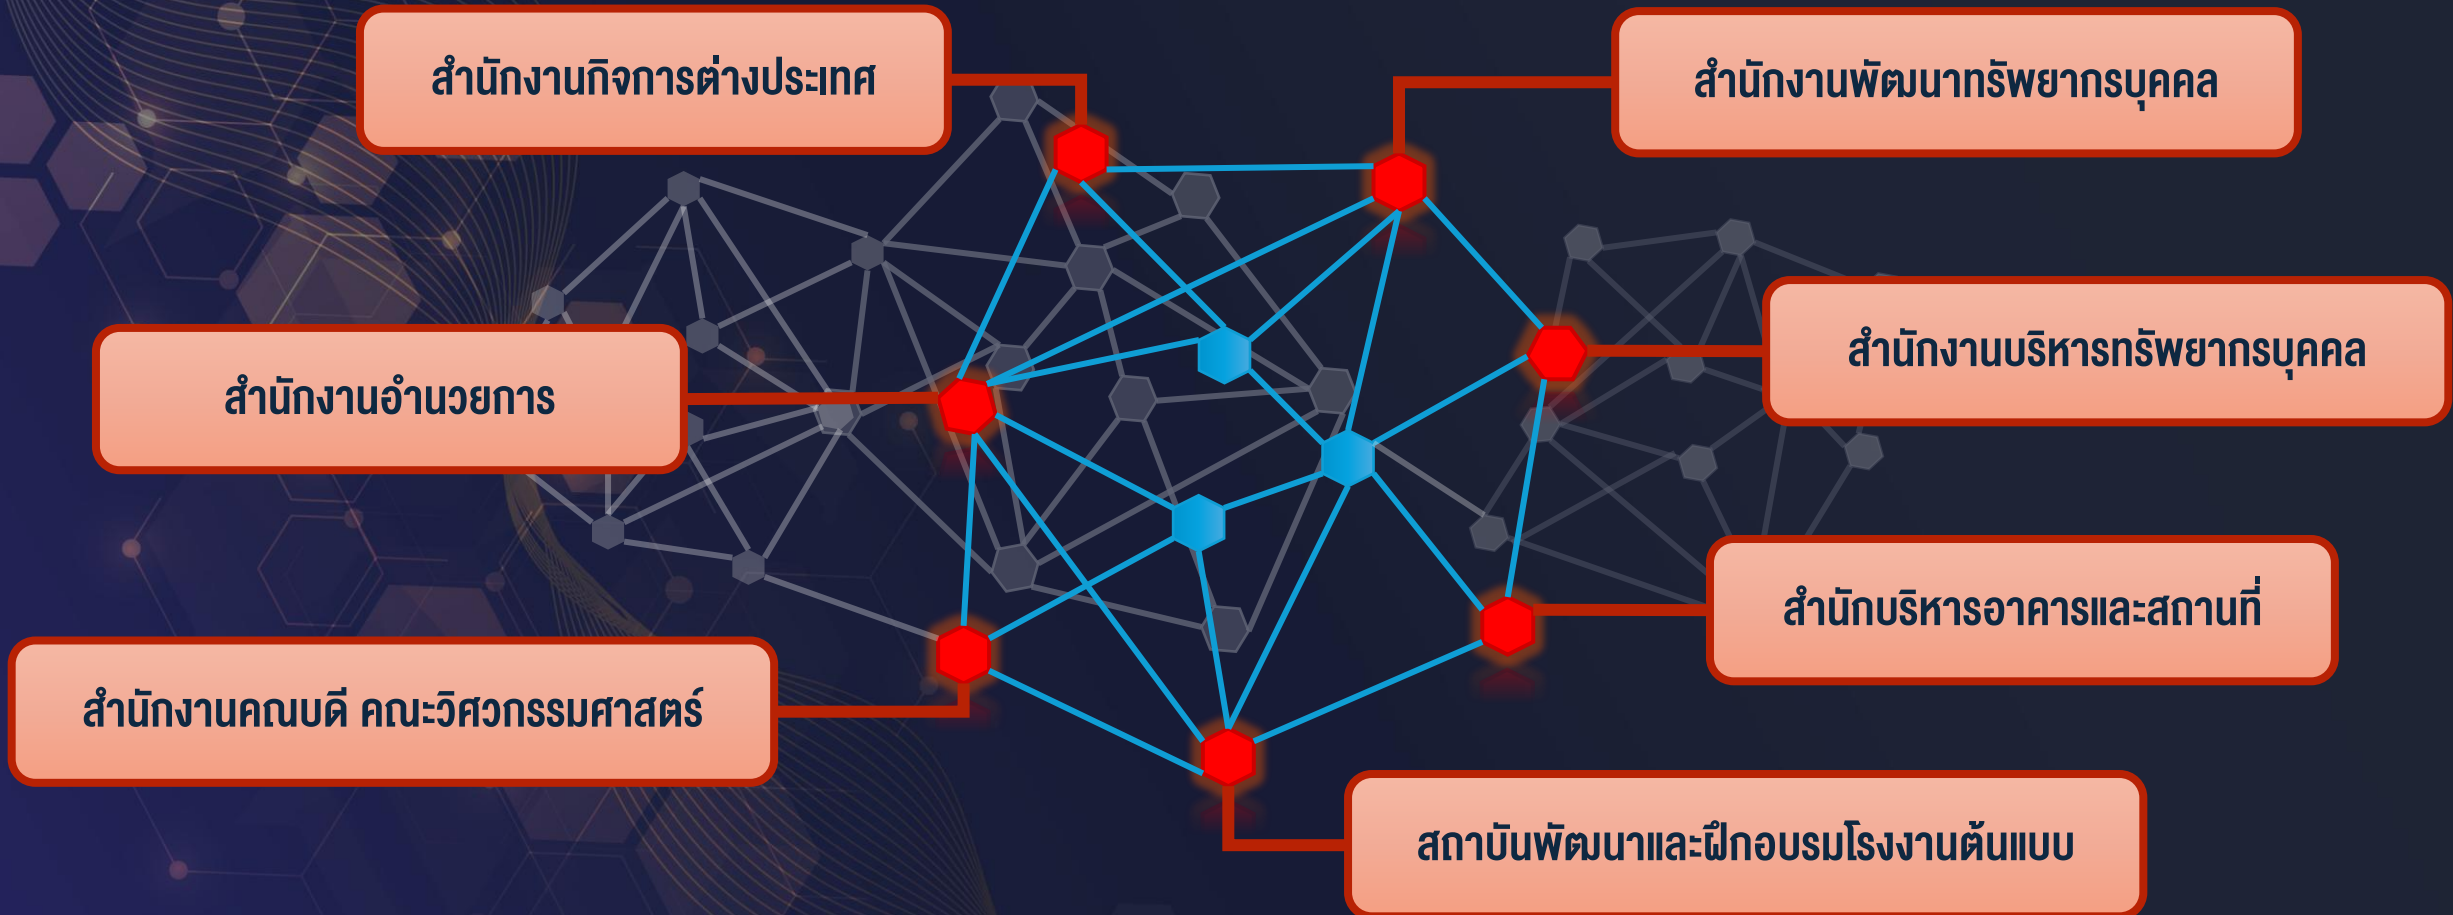 สำนักงานกิจการต่างประเทศ
สำนักงานพัฒนาทรัพยากรบุคคล
สำนักงานบริหารทรัพยากรบุคคล
สำนักงานอำนวยการ
สำนักบริหารอาคารและสถานที่
สำนักงานคณบดี คณะวิศวกรรมศาสตร์
สถาบันพัฒนาและฝึกอบรมโรงงานต้นแบบ